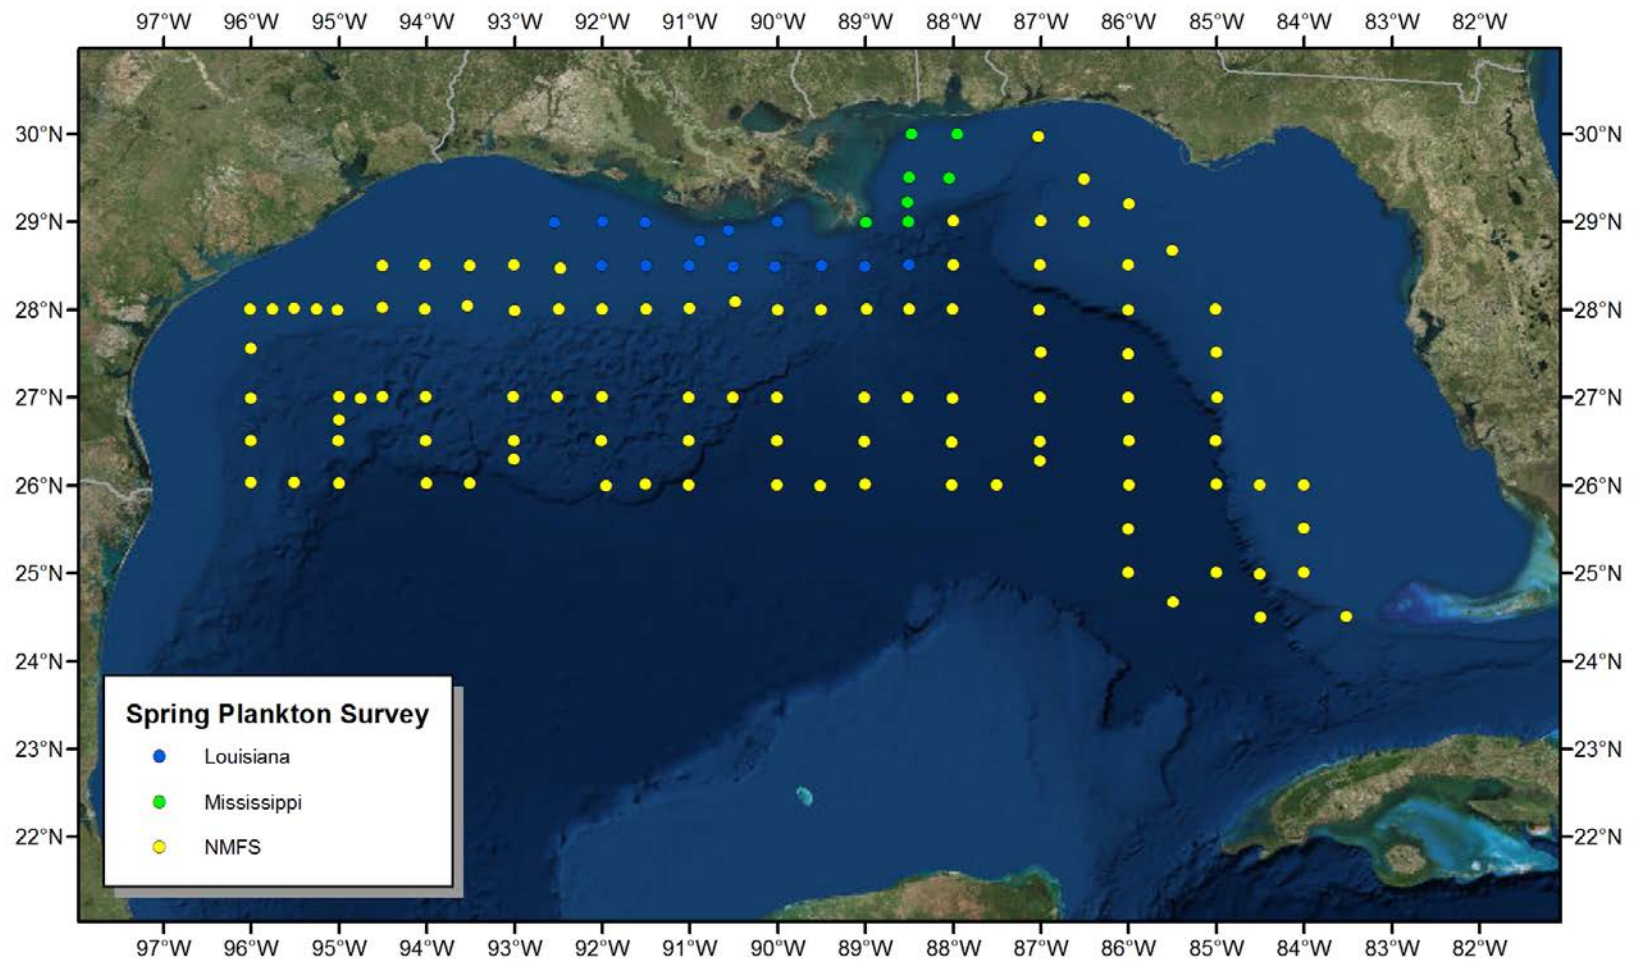 97°W 96°W 95°W 94°W 93°W 92°W 91°W 90°W 89°W 88°W 87°W 86°W 85°W 84°W 83°W 82°W
30°N 30°N
29°N 29°N
28°N 28°N
27°N 27°N
26°N 26°N
25°N 25°N
24°N 24°N
Spring Plankton Survey
23°N 23°N
Louisiana
Mississippi
22°N 22°N
NMFS
97°W 96°W 95°W 94°W 93°W 92°W 91°W 90°W 89°W 88°W 87°W 86°W 85°W 84°W 83°W 82°W